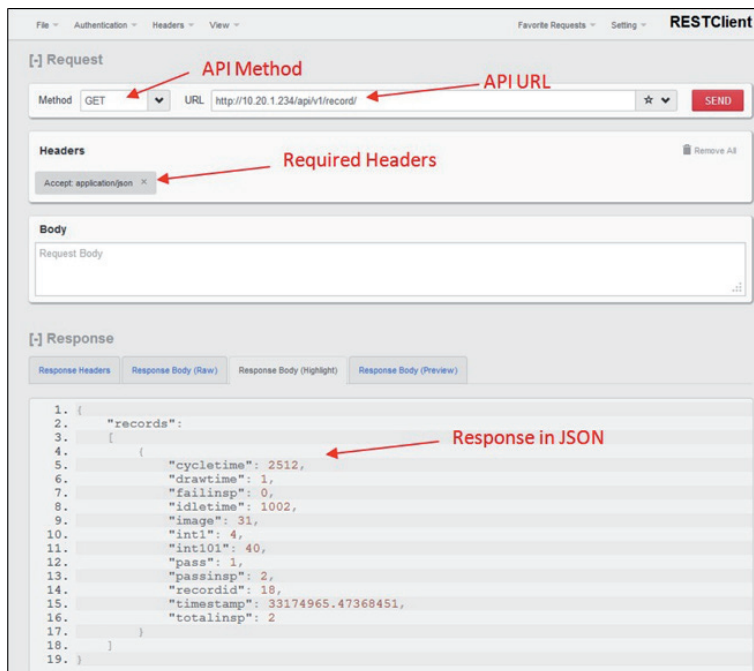 File Authentication Headers View Favorite Requests Setting RESTClient
[-] Request
API Method
API URL
Method GET URL http://10.20.1.234/api/v1/record/ SEND
Headers Remove All
Required Headers
Accept: application/json ×
Body
Request Body
[-] Response
Response Headers Response Body (Raw) Response Body (Highlight) Response Body (Preview)
1. {
2. "records":
3. [
Response in JSON
4. {
5. "cycletime": 2512,
6. "drawtime": 1,
7. "failinsp": 0,
8. "idletime": 1002,
9. "image": 31,
10. "int1": 4,
11. "int101": 40,
12. "pass": 1,
13. "passinsp": 2,
14. "recordid": 18,
15. "timestamp": 33174965.47368451,
16. "totalinsp": 2
17. }
18. ]
19. }